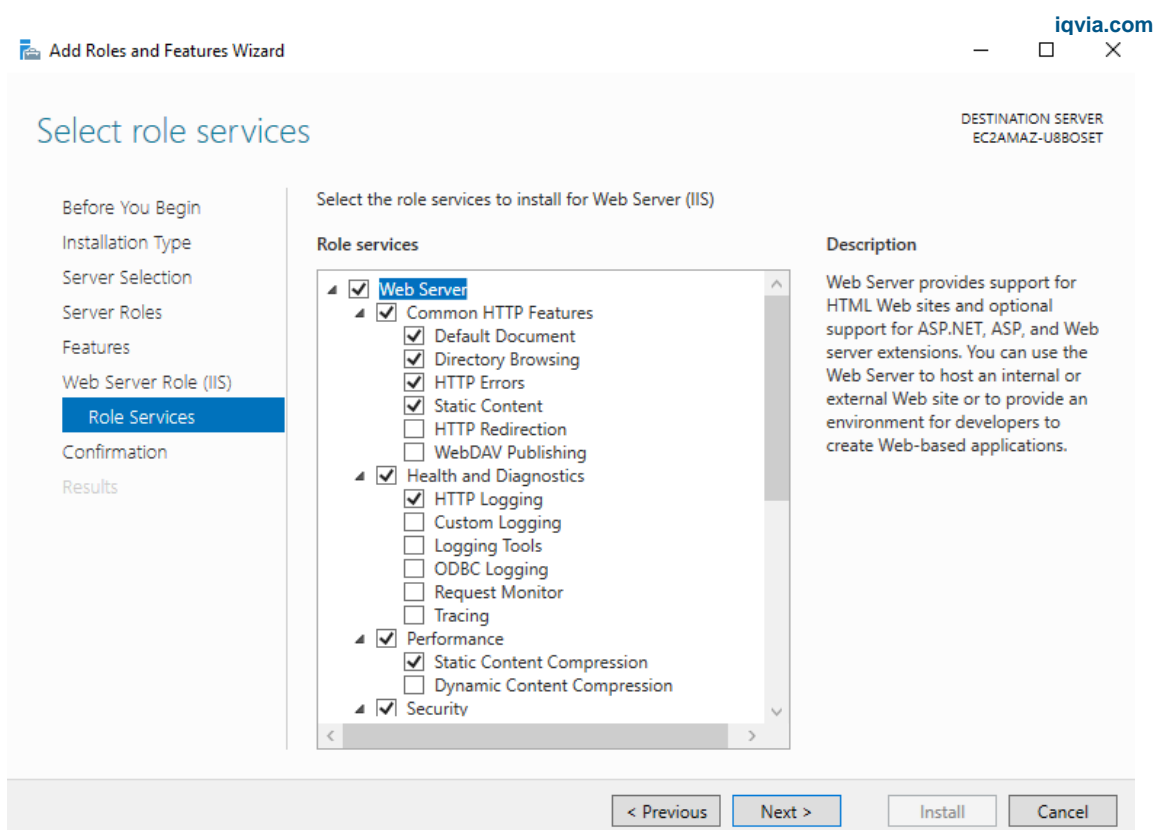 iqvia.com
Add Roles and Features Wizard
Select role services
DESTINATION SERVER
EC2AMAZ-U8BOSET
Before You Begin
Installation Type
Server Selection
Server Roles
Features
Web Server Role (IIS)
Role Services
Confirmation
Results
Select the role services to install for Web Server (IIS)
Role services
Web Server
Common HTTP Features
Default Document
Directory Browsing
HTTP Errors
Static Content
HTTP Redirection
WebDAV Publishing
Health and Diagnostics
HTTP Logging
Custom Logging
Logging Tools
ODBC Logging
Request Monitor
Tracing
Performance
Static Content Compression
Dynamic Content Compression
Security
Description
Web Server provides support for
HTML Web sites and optional
support for ASP.NET, ASP, and Web
server extensions. You can use the
Web Server to host an internal or
external Web site or to provide an
environment for developers to
create Web-based applications.
< Previous
Next >
Install
Cancel